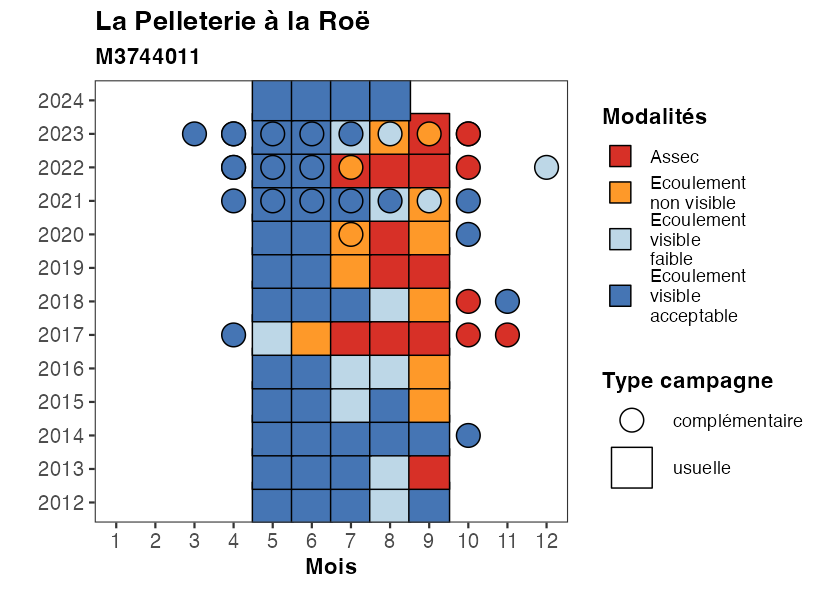 La Pelleterie à la Roë
M3744011
2024
2023
2022
2021
2020
2019
2018
2017
2016
2015
2014
2013
2012
1 2 3 4 5 6 7 8 9 10 11 12
Mois
Modalités
Assec
Ecoulement
non visible
Ecoulement
visible
faible
Ecoulement
visible
acceptable
Type campagne
complémentaire
usuelle